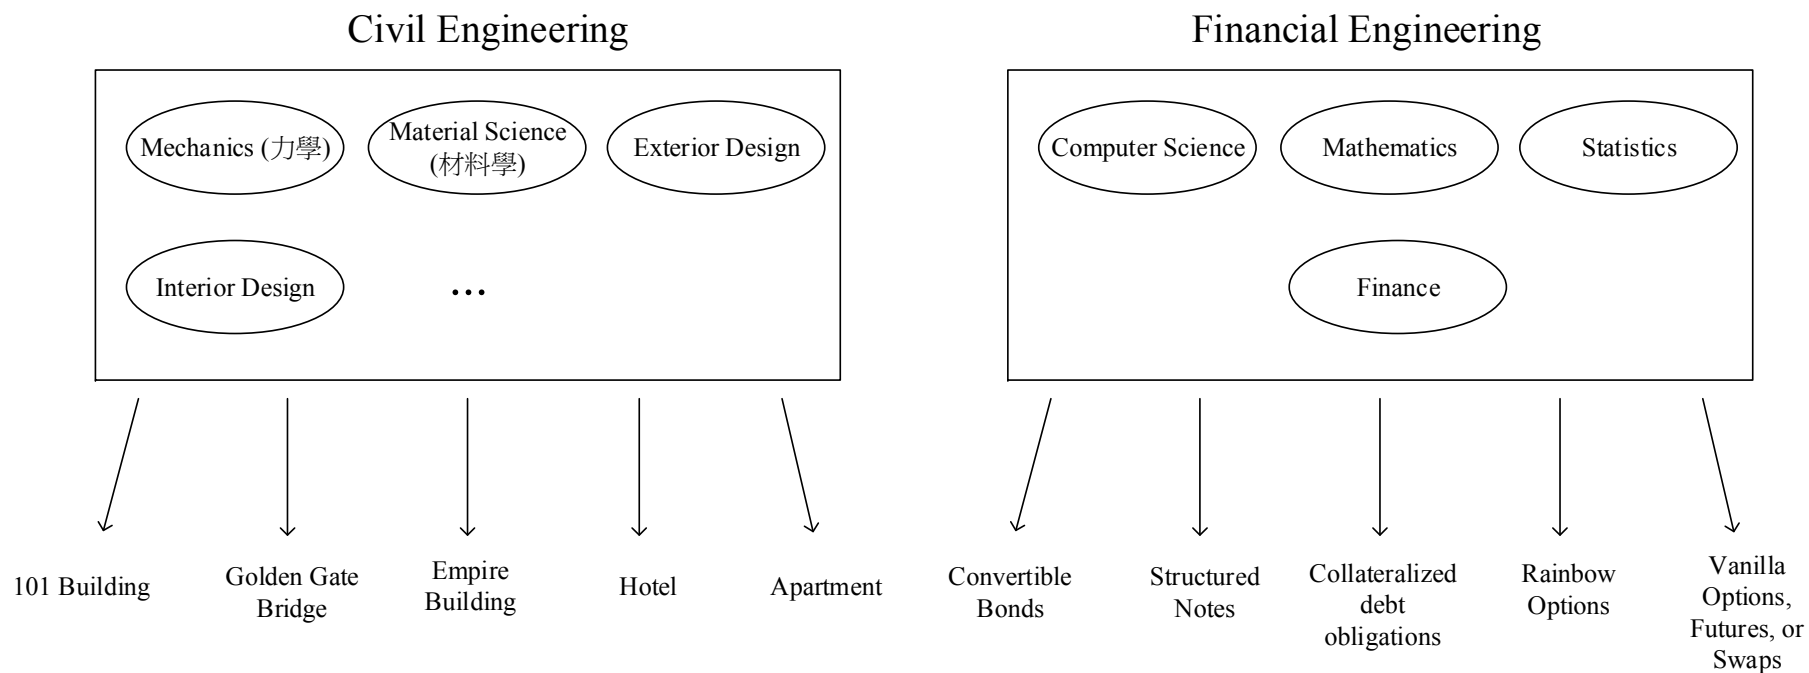 Civil Engineering
Mechanics (力學)
Material Science
(材料學)
Exterior Design
Interior Design
...
101 Building
Golden Gate
Bridge
Empire
Building
Hotel
Apartment
Financial Engineering
Computer Science
Mathematics
Statistics
Finance
Convertible
Bonds
Structured
Notes
Collateralized
debt
obligations
Rainbow
Options
Vanilla
Options,
Futures, or
Swaps